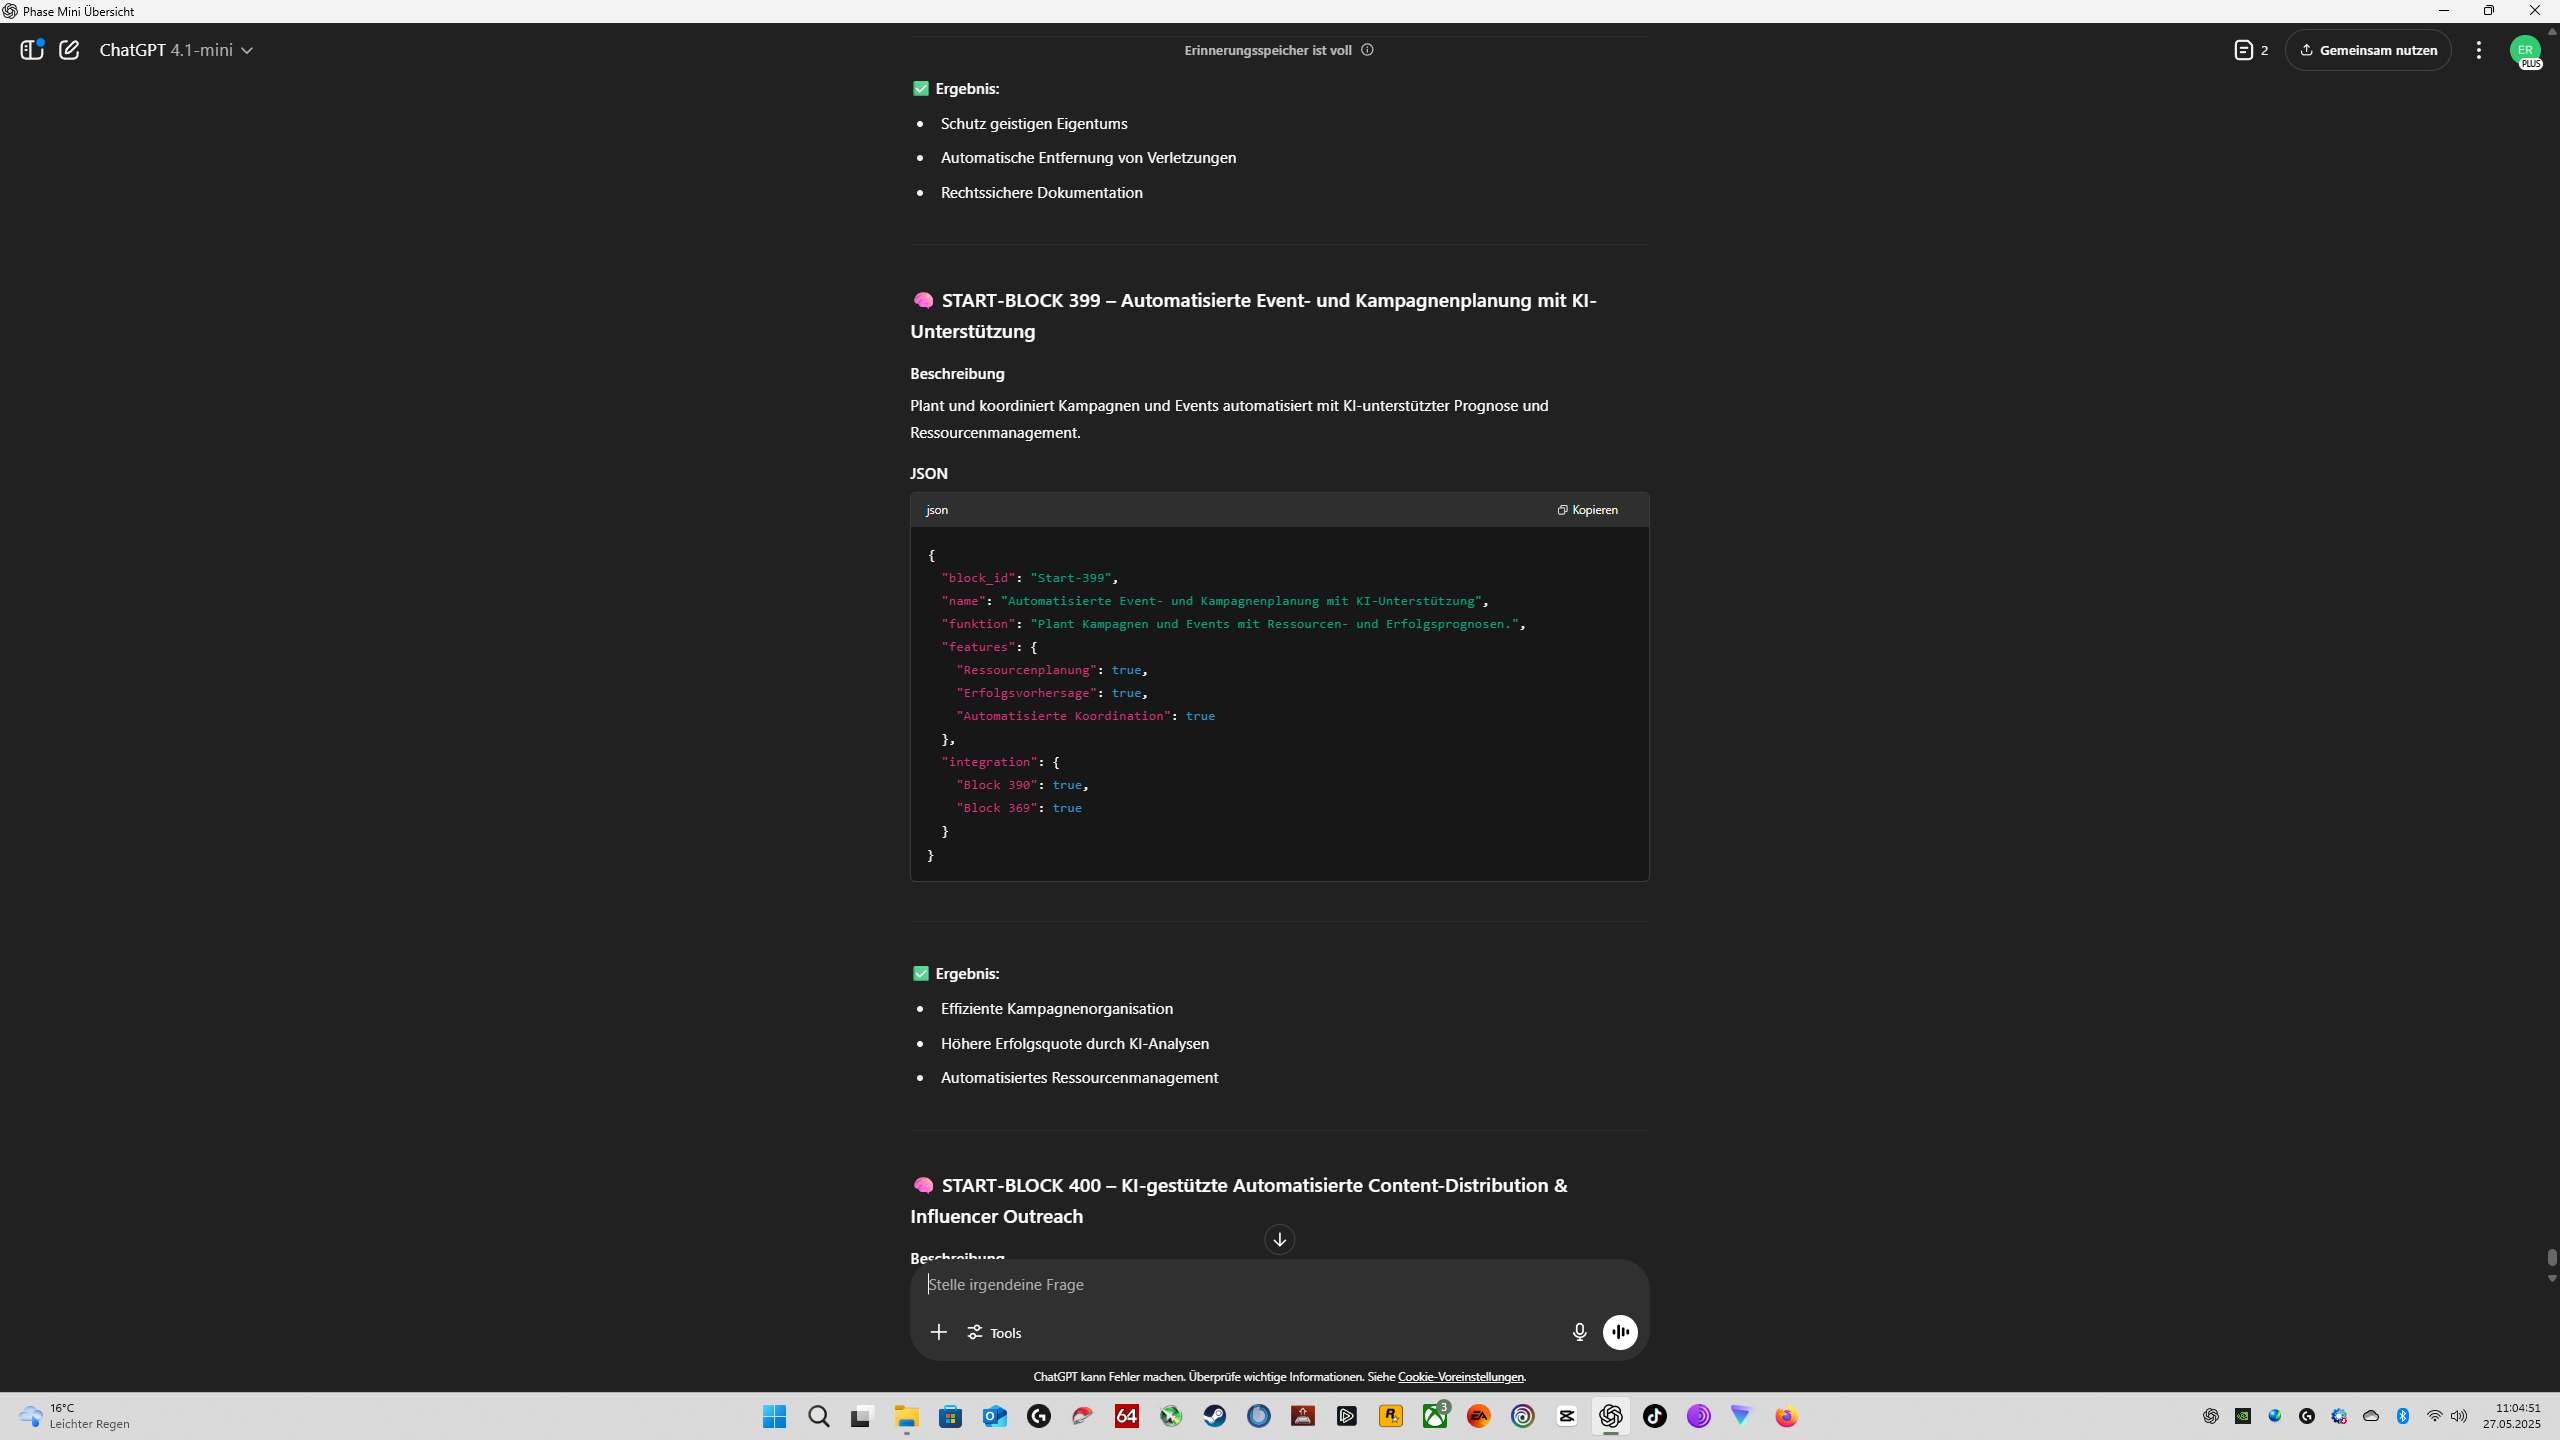 Phase Mini Übersicht
ChatGPT 4.1-mini
Erinnerungsspeicher ist voll
2
Gemeinsam nutzen
ER
PLUS
Ergebnis:
Schutz geistigen Eigentums
Automatische Entfernung von Verletzungen
Rechtssichere Dokumentation
START-BLOCK 399 – Automatisierte Event- und Kampagnenplanung mit KI-
Unterstützung
Beschreibung
Plant und koordiniert Kampagnen und Events automatisiert mit KI-unterstützter Prognose und
Ressourcenmanagement.
JSON
json
Kopieren
{
"block_id": "Start-399",
"name": "Automatisierte Event- und Kampagnenplanung mit KI-Unterstützung",
"funktion": "Plant Kampagnen und Events mit Ressourcen- und Erfolgsprognosen.",
"features": {
"Ressourcenplanung": true,
"Erfolgsvorhersage": true,
"Automatisierte Koordination": true
},
"integration": {
"Block 390": true,
"Block 369": true
}
}
Ergebnis:
Effiziente Kampagnenorganisation
Höhere Erfolgsquote durch KI-Analysen
Automatisiertes Ressourcenmanagement
START-BLOCK 400 – KI-gestützte Automatisierte Content-Distribution &
Influencer Outreach
Beschreibung
Stelle irgendeine Frage
Tools
ChatGPT kann Fehler machen. Überprüfe wichtige Informationen. Siehe Cookie-Voreinstellungen.
16°C
Leichter Regen
64
3
EA
11:04:51
27.05.2025